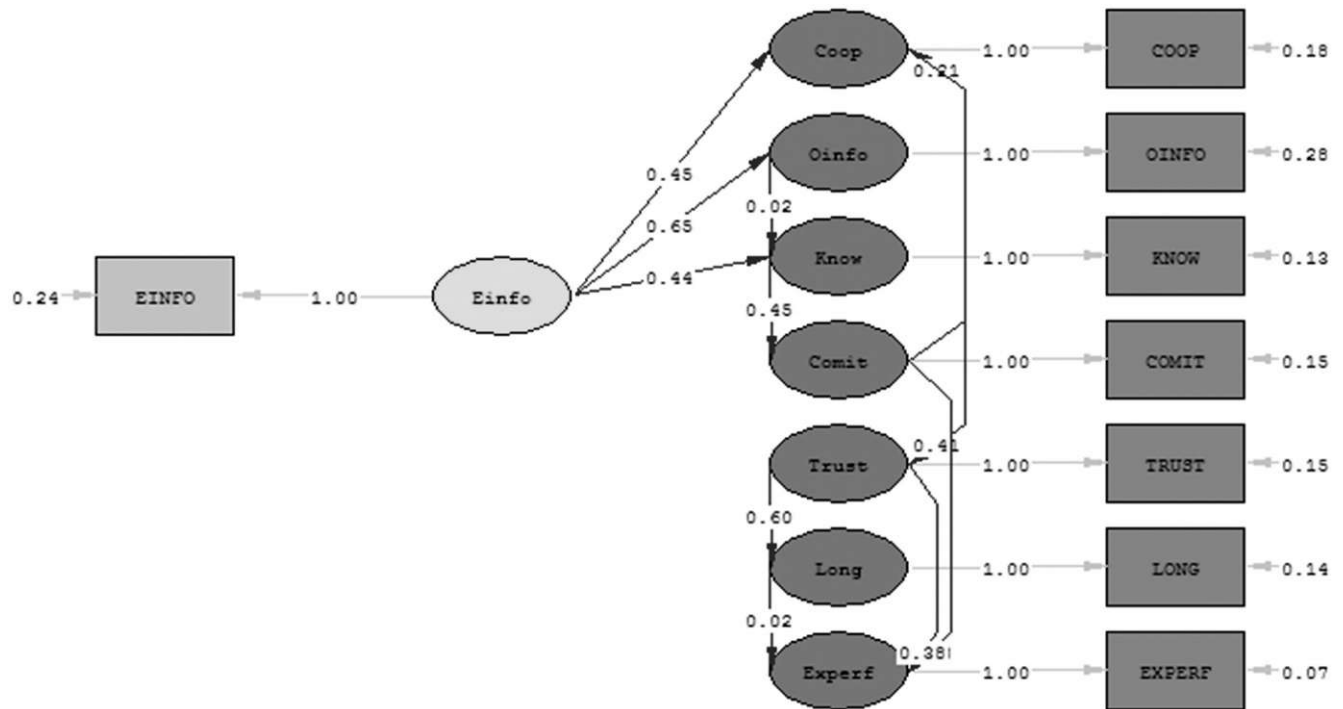 Coop 1.00 COOP 0.18
0.21
Oinfo 1.00 OINFO 0.28
0.45
0.02
0.65
Know 1.00 KNOW 0.13
0.44
0.24 EINFO 1.00 Einfo
0.45
Comit 1.00 COMIT 0.15
0.41
Trust 1.00 TRUST 0.15
0.60
Long 1.00 LONG 0.14
0.02
0.38
Experf 1.00 EXPERF 0.07